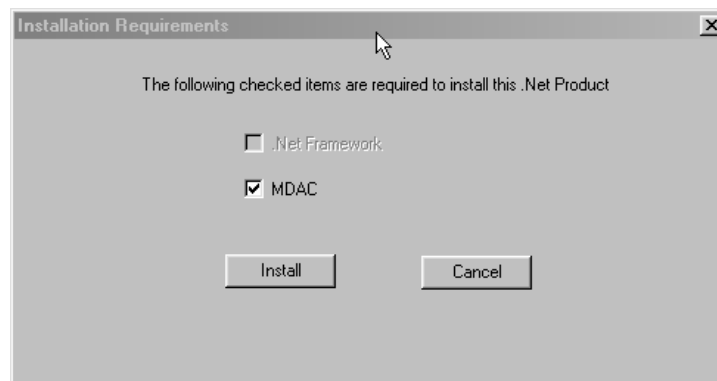 Installation Requirements
The following checked items are required to install this .Net Product
.Net Framework
MDAC
Install
Cancel